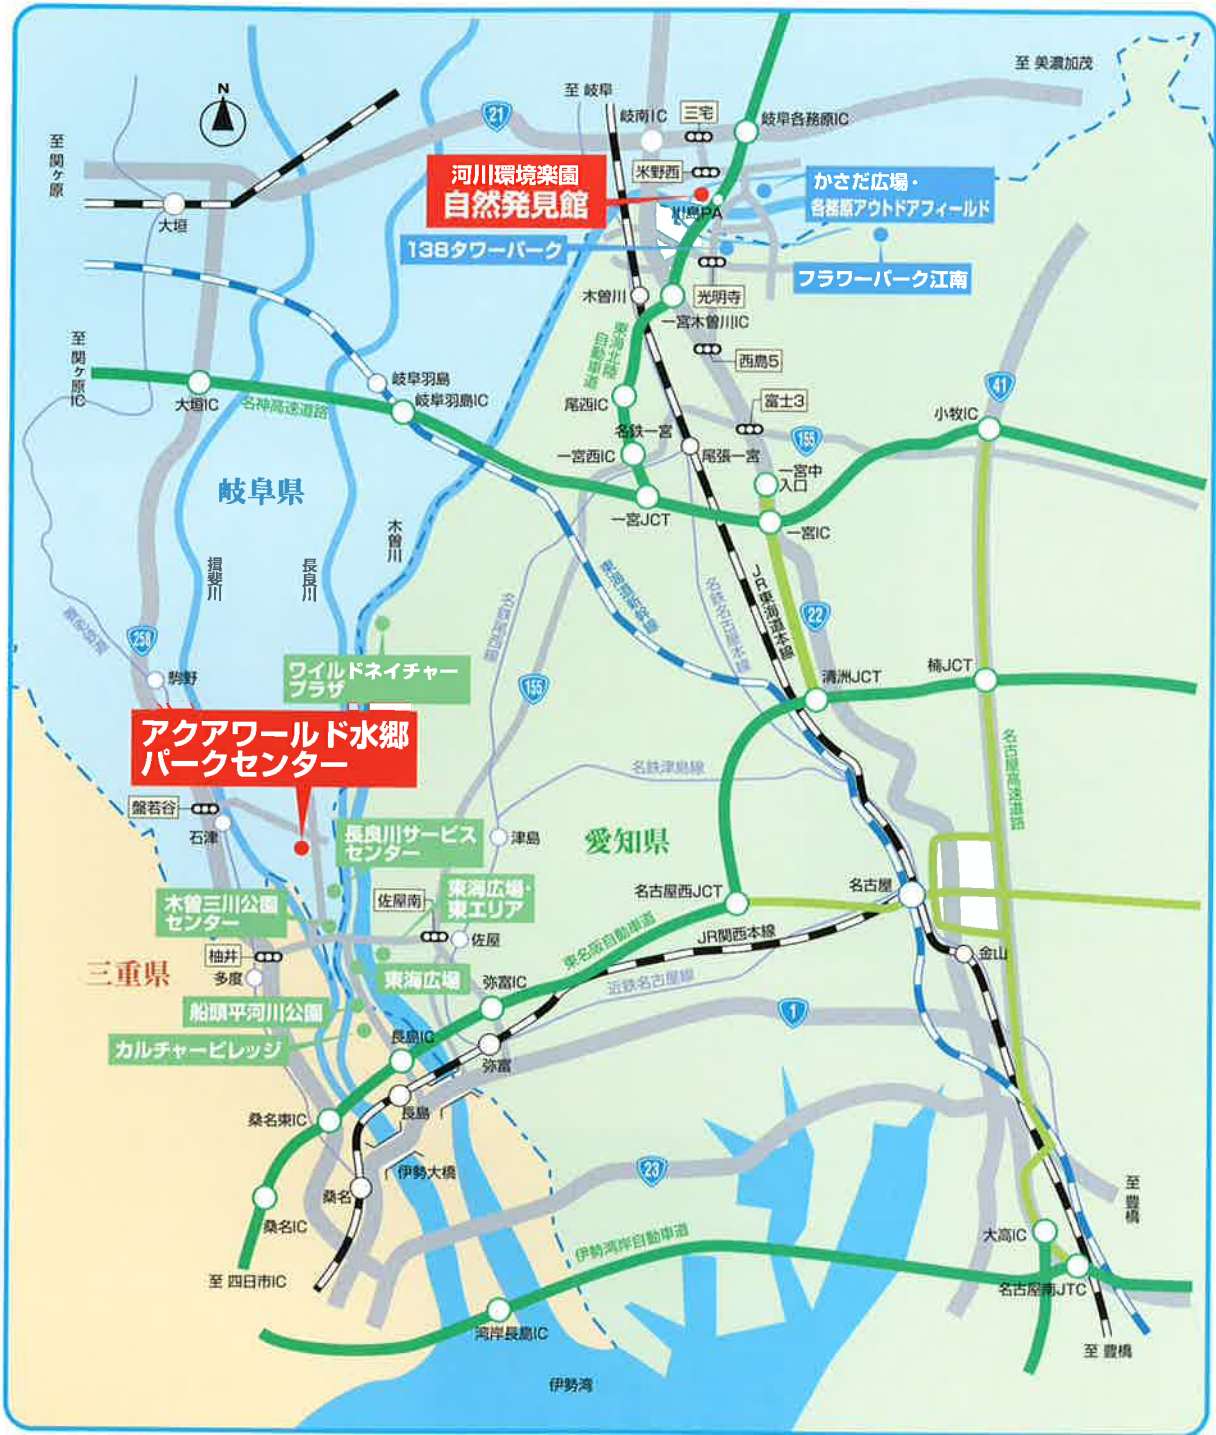 至 美濃加茂
N
至 岐阜
岐南IC
三宅
岐阜各務原IC
21
至 関ヶ原
米野西
河川環境楽園
自然発見館
かさだ広場・
各務原アウトドアフィールド
川島PA
大垣
138タワーパーク
フラワーパーク江南
木曽川
光明寺
一宮木曽川IC
東海北陸
自動車道
至 関ヶ原IC
西島5
岐阜羽島
大垣IC
名神高速道路
岐阜羽島IC
尾西IC
富士3
41
小牧IC
名鉄一宮
155
一宮西IC
尾張一宮
一宮中
入口
岐阜県
一宮JCT
一宮IC
木曽川
揖斐川
長良川
東海道新幹線
名鉄名古屋本線
JR東海道本線
名鉄尾西線
22
258
ワイルドネイチャー
プラザ
駒野
155
清洲JCT
楠JCT
アクアワールド水郷
パークセンター
名古屋高速道路
名鉄津島線
盤若谷
石津
長良川サービス
センター
津島
愛知県
名古屋西JCT
名古屋
木曽三川公園
センター
佐屋南
東海広場・
東エリア
佐屋
東名阪自動車道
JR関西本線
柚井
多度
三重県
東海広場
近鉄名古屋線
金山
弥富IC
船頭平河川公園
1
カルチャービレッジ
長島IC
弥富
長島
桑名東IC
伊勢大橋
23
桑名
桑名IC
至 豊橋
伊勢湾岸自動車道
大高IC
至 四日市IC
名古屋南JTC
湾岸長島IC
至 豊橋
伊勢湾